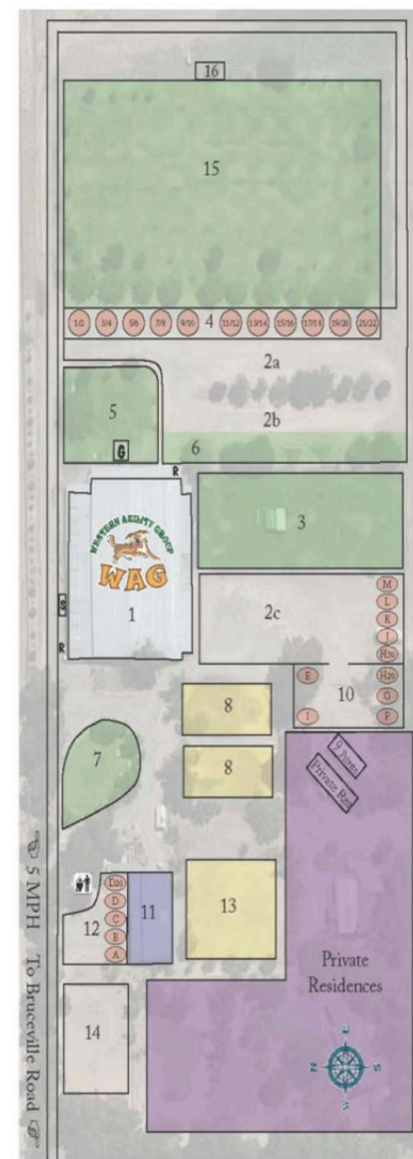 16
15
1/2 3/4 5/6 7/8 9/10 4 11/12 13/14 15/16 17/18 19/20 21/22
2a
5
2b
G
6
R
WESTERN AGILITY GROUP
WAG
3
1
2c
M
L
K
J
H30
R
E
H20
10
G
I
F
8
7
8
Private Res
D20
D
C
B
A
12
11
13
14
Private
Residences
E
N
S
W
5 MPH To Bruceville Road